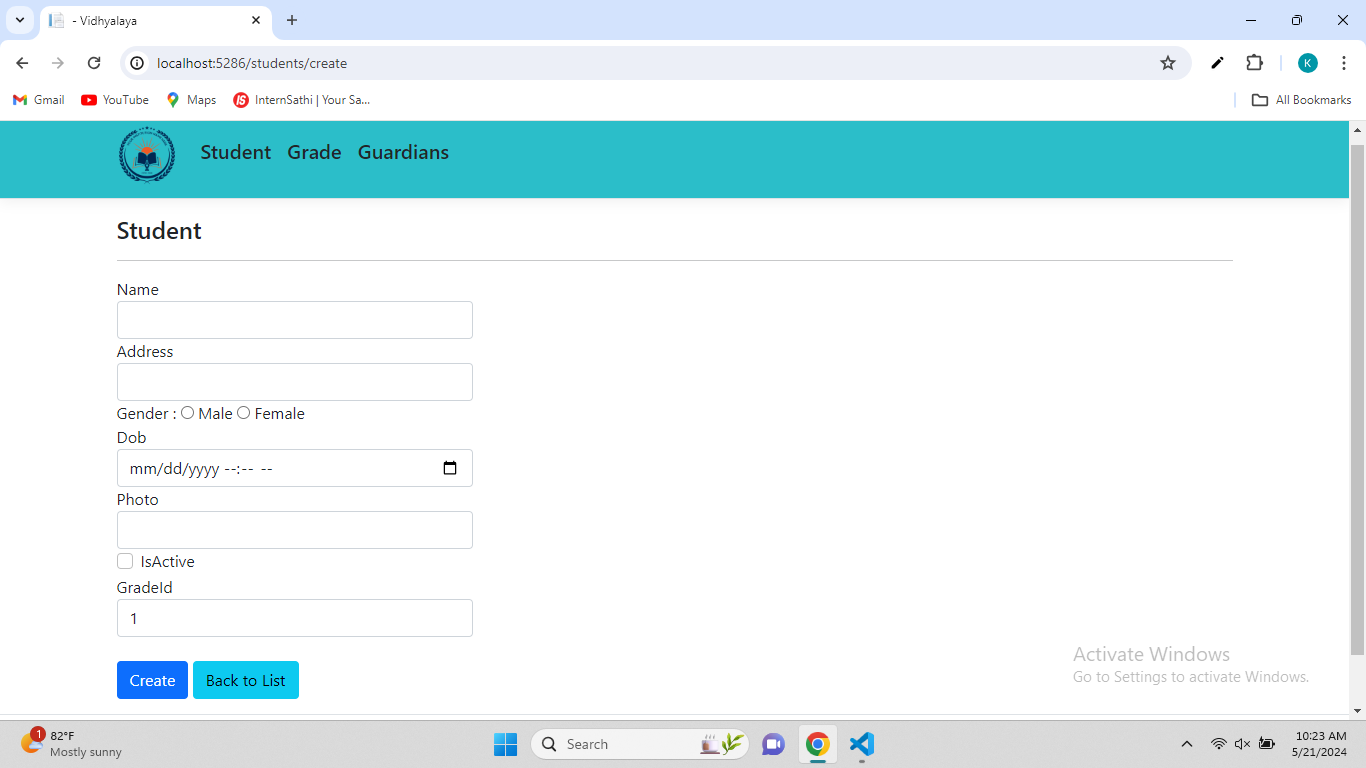 - Vidhyalaya
localhost:5286/students/create
K
Gmail YouTube Maps InternSathi | Your Sa... All Bookmarks
Student Grade Guardians
Student
Name
Address
Gender : Male Female
Dob
mm/dd/yyyy --:-- --
Photo
IsActive
GradeId
1
Create Back to List
Activate Windows
Go to Settings to activate Windows.
1 82°F
Mostly sunny
Search
10:23 AM
5/21/2024